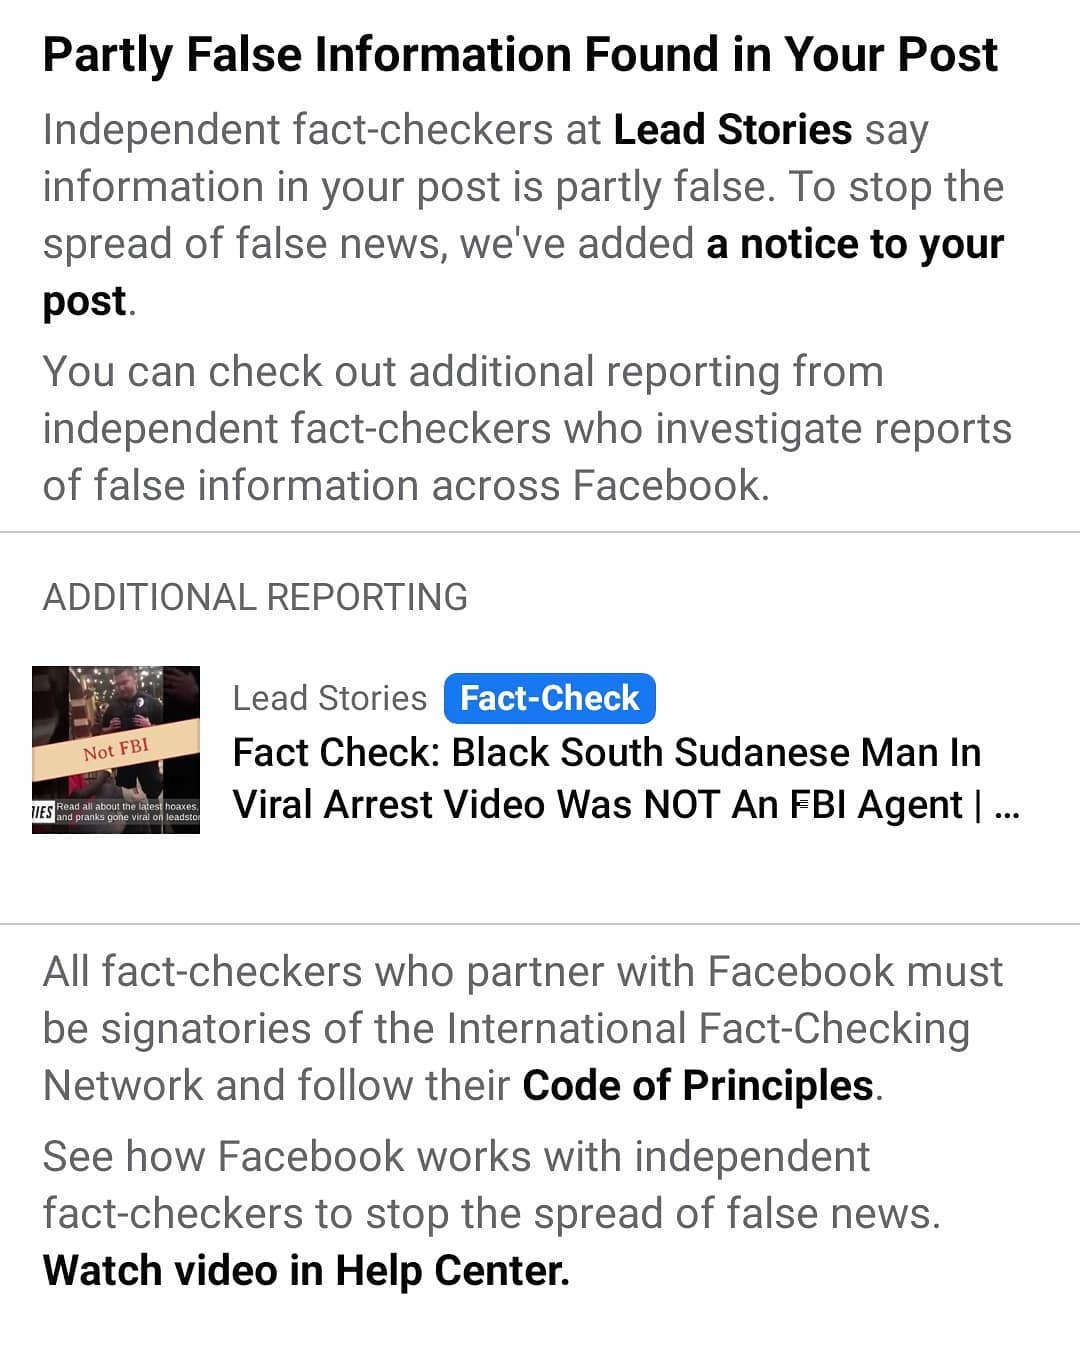 Partly False Information Found in Your Post
Independent fact-checkers at Lead Stories say
information in your post is partly false. To stop the
spread of false news, we've added a notice to your
post.
You can check out additional reporting from
independent fact-checkers who investigate reports
of false information across Facebook.
ADDITIONAL REPORTING
Not FBI
Read all about the latest hoaxes,
and pranks gone viral on leadstor
Lead Stories Fact-Check
Fact Check: Black South Sudanese Man In
Viral Arrest Video Was NOT An FBI Agent | ...
All fact-checkers who partner with Facebook must
be signatories of the International Fact-Checking
Network and follow their Code of Principles.
See how Facebook works with independent
fact-checkers to stop the spread of false news.
Watch video in Help Center.